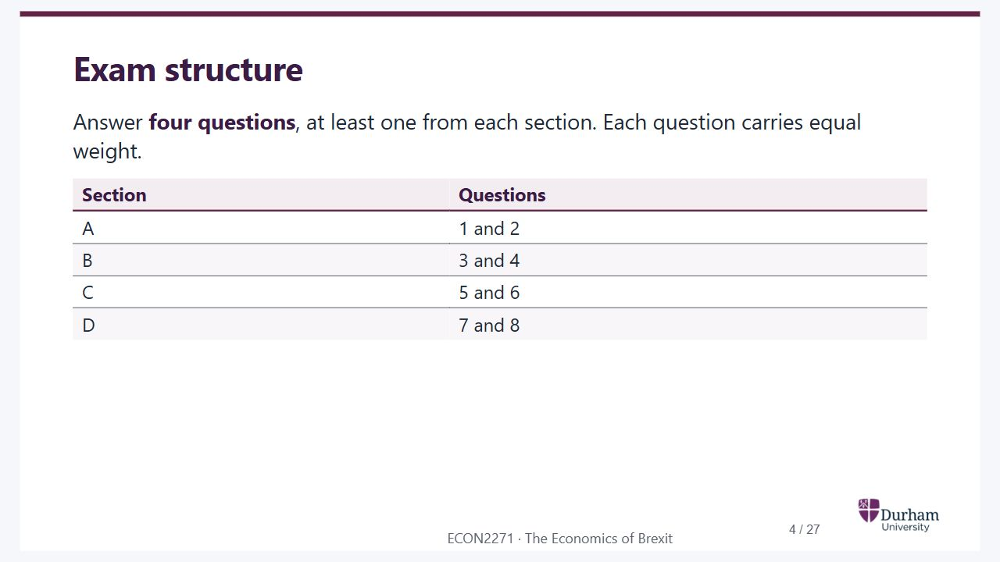 Exam structure
Answer four questions, at least one from each section. Each question carries equal
weight.
Section Questions
A 1 and 2
B 3 and 4
C 5 and 6
D 7 and 8
ECON2271 · The Economics of Brexit
4 / 27
Durham
University